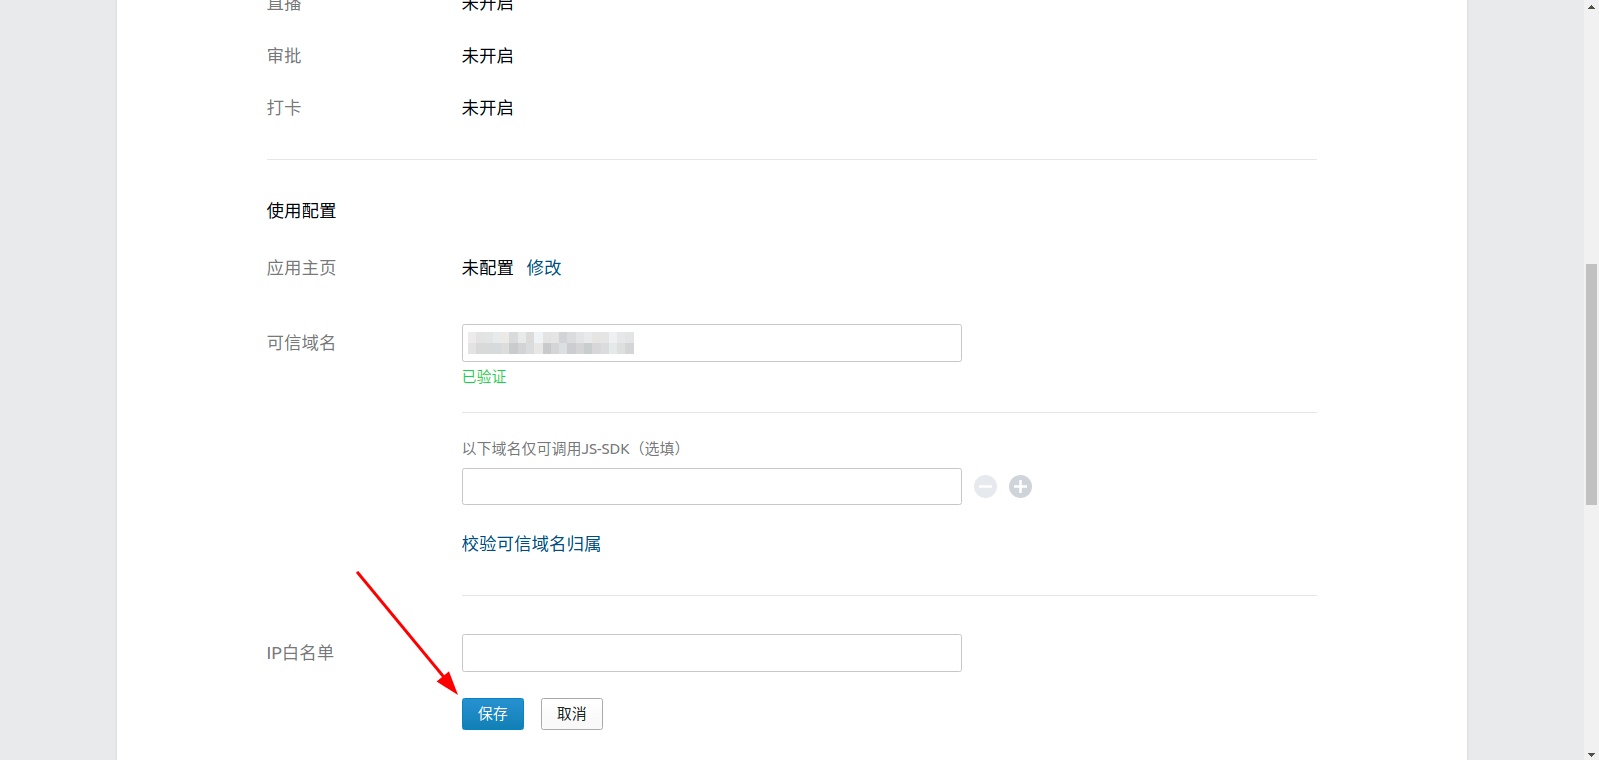 直播 未开启
审批 未开启
打卡 未开启
使用配置
应用主页 未配置 修改
可信域名
已验证
以下域名仅可调用JS-SDK（选填）
校验可信域名归属
IP白名单
保存 取消